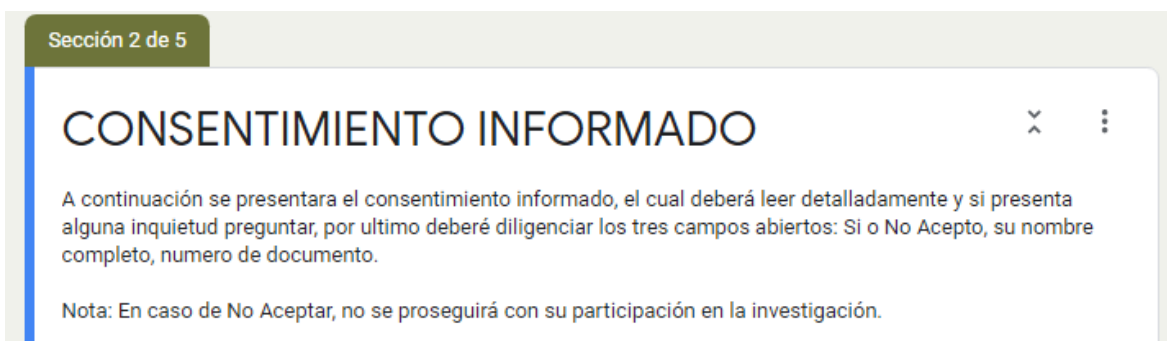 Sección 2 de 5
CONSENTIMIENTO INFORMADO
A continuación se presentara el consentimiento informado, el cual deberá leer detalladamente y si presenta
alguna inquietud preguntar, por ultimo deberé diligenciar los tres campos abiertos: Si o No Acepto, su nombre
completo, numero de documento.
Nota: En caso de No Aceptar, no se proseguirá con su participación en la investigación.